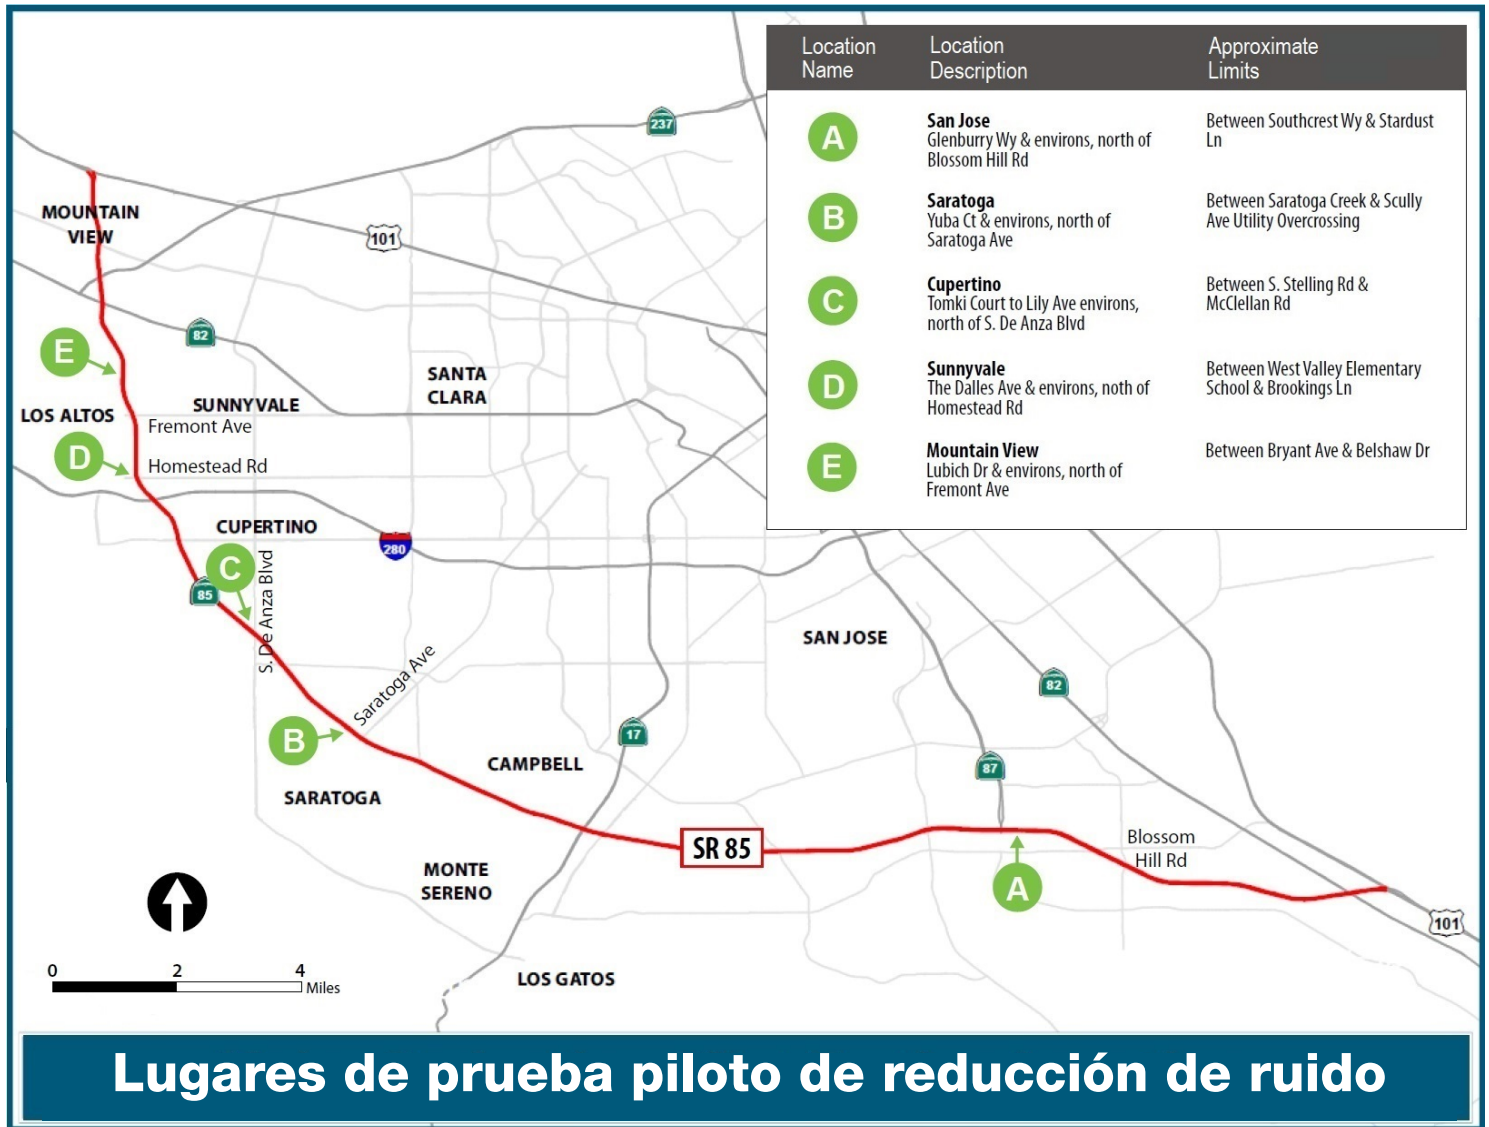 Location Name
Location Description
Approximate Limits
A
San Jose
Glenburry Wy & environs, north of
Blossom Hill Rd
Between Southcrest Wy & Stardust
Ln
B
Saratoga
Yuba Ct & environs, north of
Saratoga Ave
Between Saratoga Creek & Scully
Ave Utility Overcrossing
C
Cupertino
Tomki Court to Lily Ave environs,
north of S. De Anza Blvd
Between S. Stelling Rd &
McClellan Rd
D
Sunnyvale
The Dalles Ave & environs, noth of
Homestead Rd
Between West Valley Elementary
School & Brookings Ln
E
Mountain View
Lubich Dr & environs, north of
Fremont Ave
Between Bryant Ave & Belshaw Dr
237
MOUNTAIN
VIEW
101
82
E
SANTA
CLARA
LOS ALTOS
SUNNYVALE
Fremont Ave
D
Homestead Rd
CUPERTINO
280
C
85
S. De Anza Blvd
SAN JOSE
Saratoga Ave
82
B
17
CAMPBELL
87
SARATOGA
SR 85
Blossom
Hill Rd
MONTE
SERENO
A
101
LOS GATOS
0
2
4
Miles
Lugares de prueba piloto de reducción de ruido